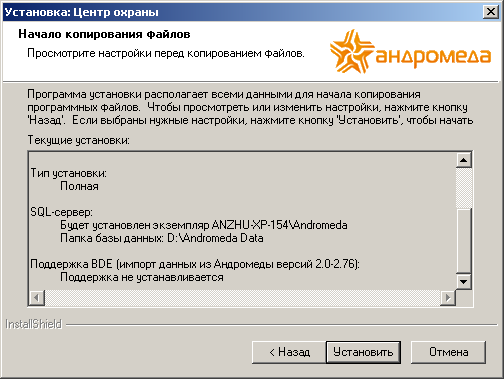 Установка: Центр охраны
Начало копирования файлов
Просмотрите настройки перед копированием файлов.
андромеда
Программа установки располагает всеми данными для начала копирования
программных файлов. Чтобы просмотреть или изменить настройки, нажмите кнопку
'Назад'. Если выбраны нужные настройки, нажмите кнопку 'Установить', чтобы начать
Текущие установки:
Тип установки:
Полная
SQL-сервер:
Будет установлен экземпляр ANZHU-XP-154\Andromeda
Папка базы данных: D:\Andromeda Data
Поддержка BDE (импорт данных из Андромеды версий 2.0-2.76):
Поддержка не устанавливается
InstallShield
< Назад
Установить
Отмена